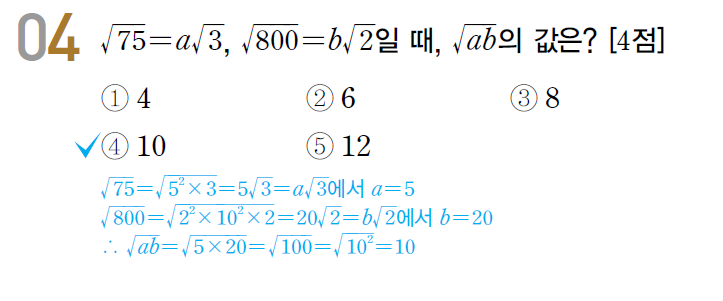 04 √75=a√3, √800=b√2일 때, √ab의 값은? [4점]
① 4 ② 6 ③ 8
④ 10 ⑤ 12
√75=√5²×3=5√3=a√3에서 a=5
√800=√2²×10²×2=20√2=b√2에서 b=20
∴ √ab=√5×20=√100=√10²=10